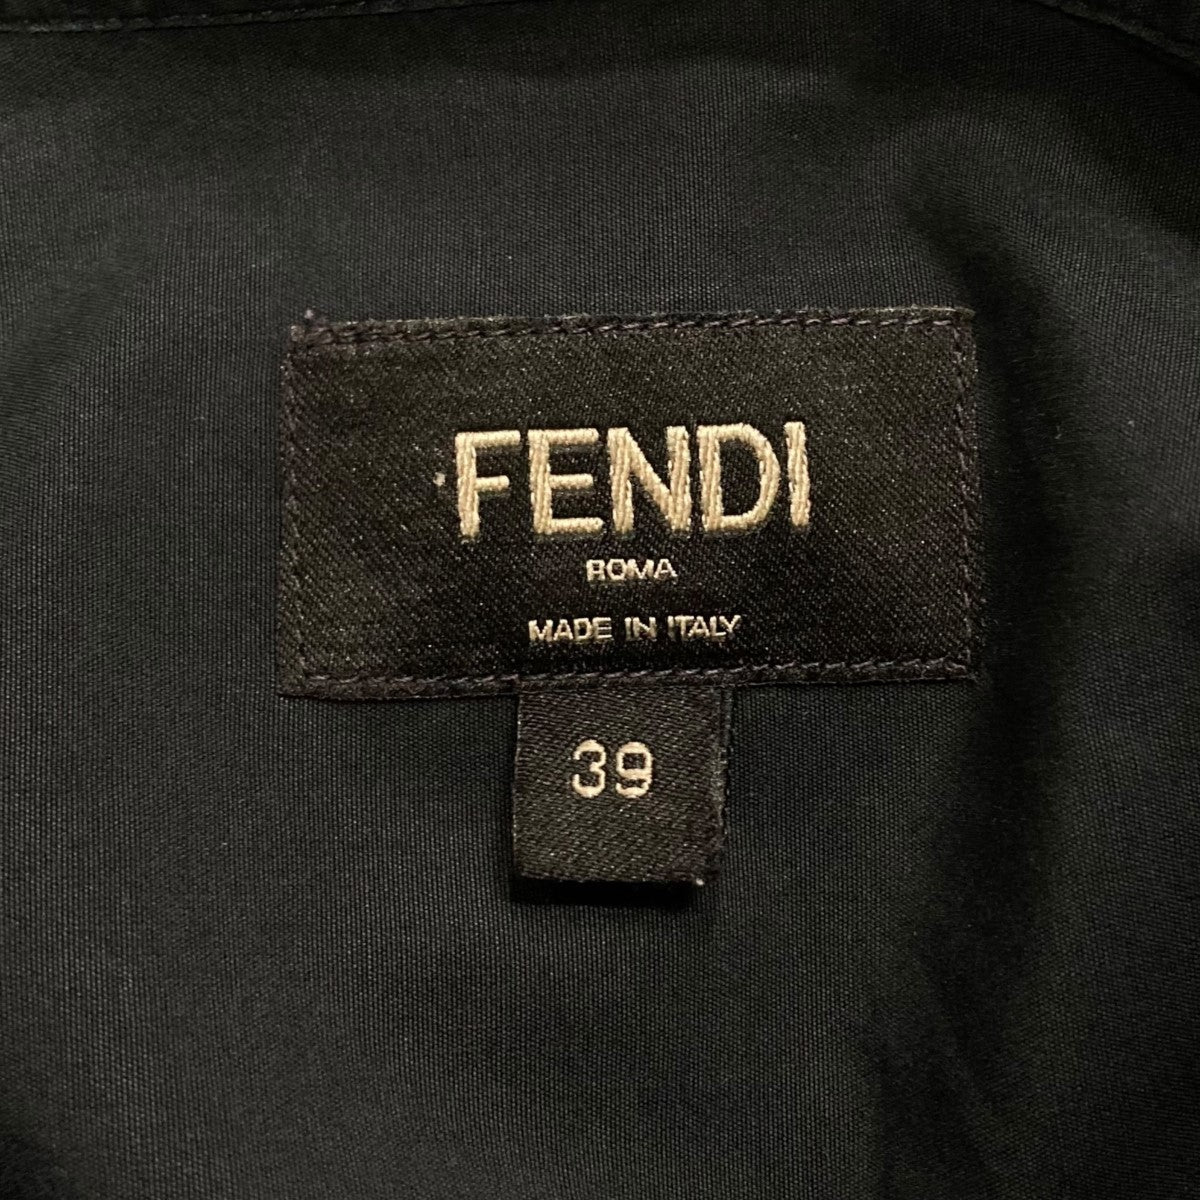 FENDI
ROMA
MADE IN ITALY
39